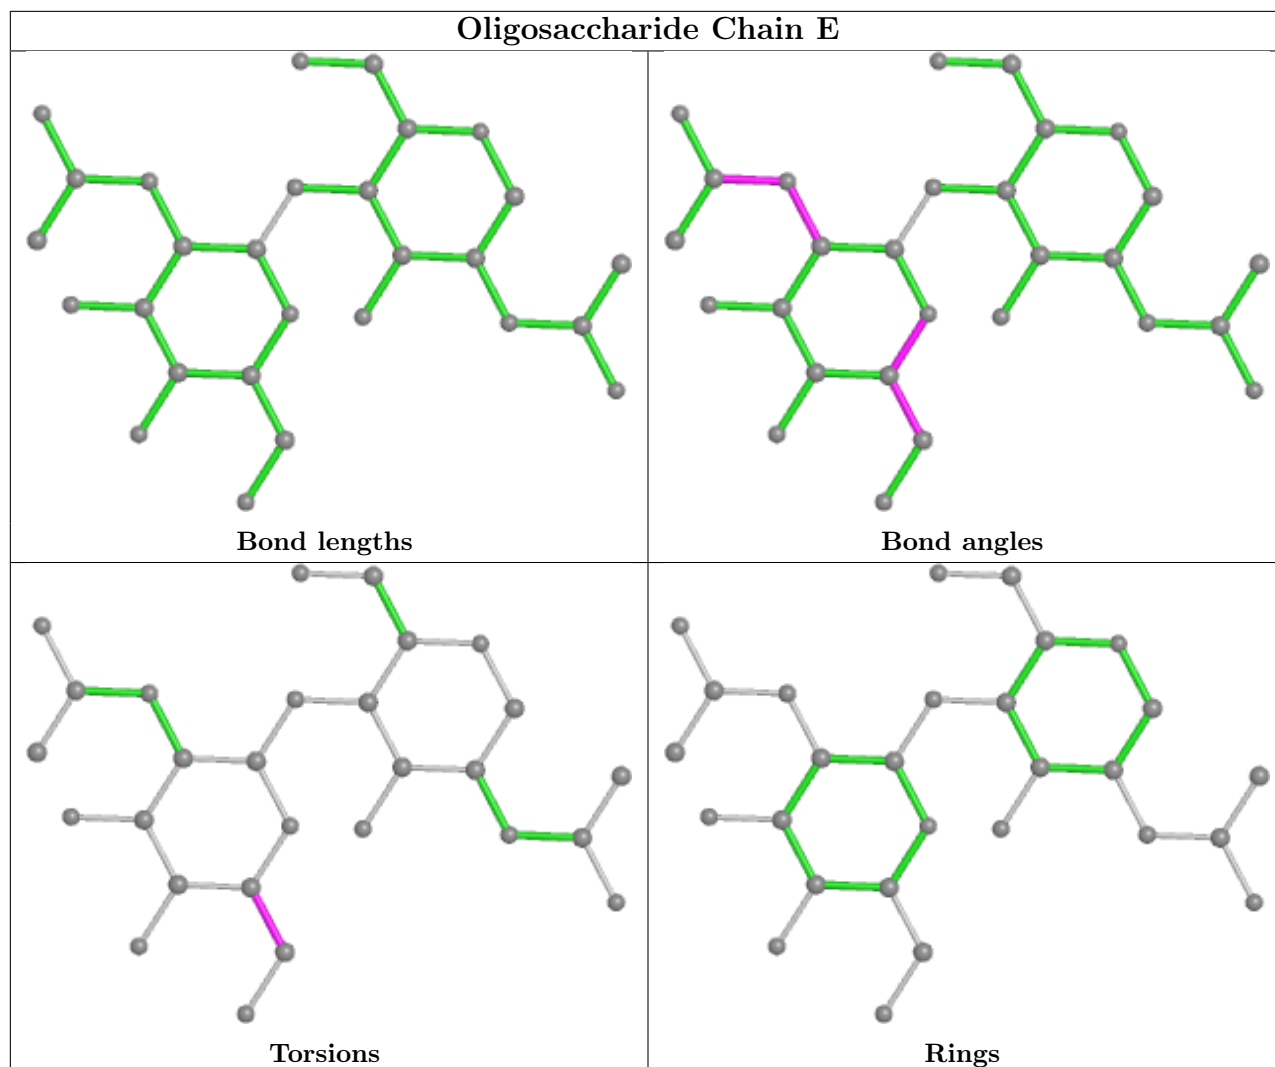 Oligosaccharide Chain E
Bond lengths
Bond angles
Torsions
Rings